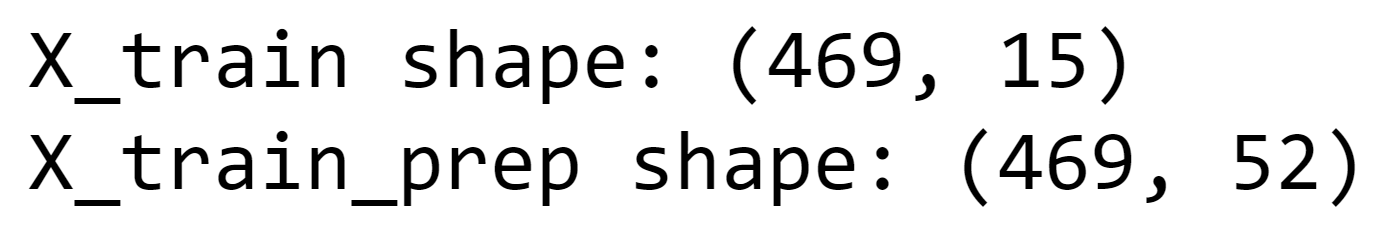 X_train shape: (469, 15)
X_train_prep shape: (469, 52)